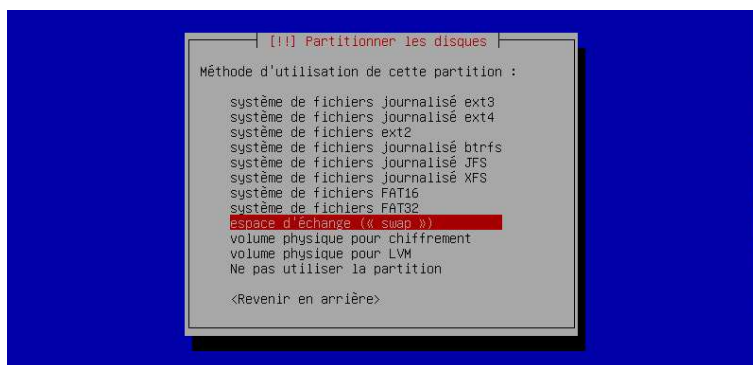 [!!] Partitionner les disques
Méthode d'utilisation de cette partition :
système de fichiers journalisé ext3
système de fichiers journalisé ext4
système de fichiers ext2
système de fichiers journalisé btrfs
système de fichiers journalisé JFS
système de fichiers journalisé XFS
système de fichiers FAT16
système de fichiers FAT32
espace d'échange (« swap »)
volume physique pour chiffrement
volume physique pour LVM
Ne pas utiliser la partition
<Revenir en arrière>